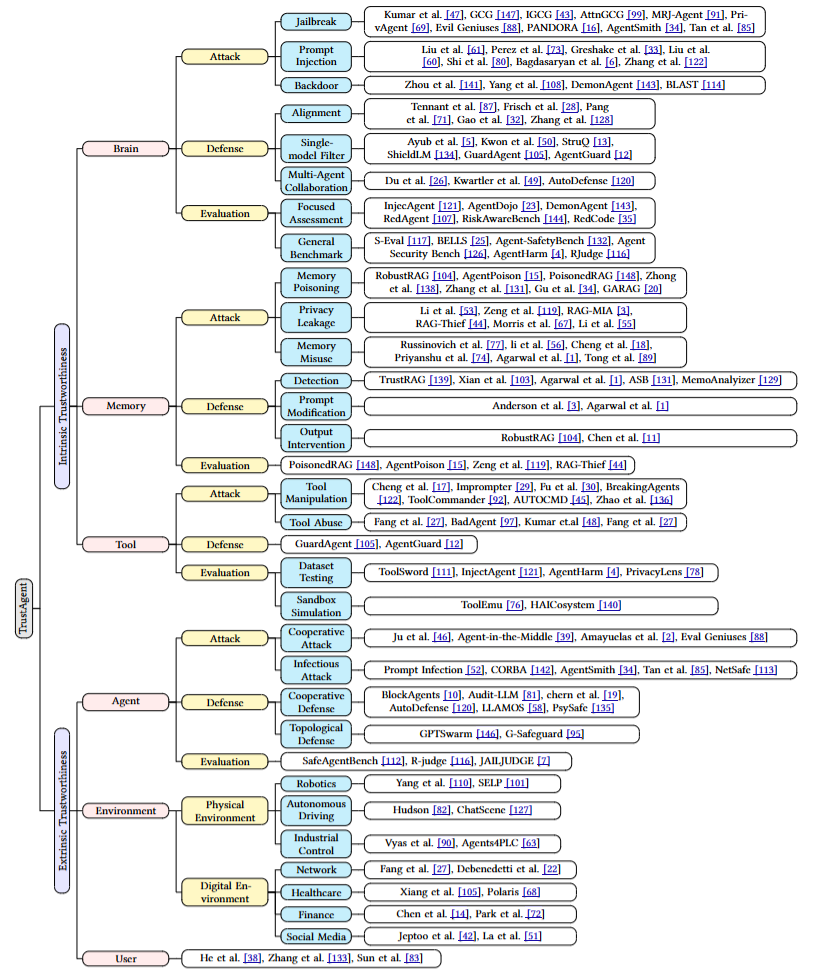 TrustAgent
Intrinsic Trustworthiness
Brain
Attack
Jailbreak
Kumar et al. [47], GCG [147], IGCG [43], AttnGCG [99], MRJ-Agent [91], Pri-
vAgent [69], Evil Geniuses [88], PANDORA [16], AgentSmith [34], Tan et al. [85]
Prompt
Injection
Liu et al. [61], Perez et al. [73], Greshake et al. [33], Liu et al.
[60], Shi et al. [80], Bagdasaryan et al. [6], Zhang et al. [122]
Backdoor
Zhou et al. [141], Yang et al. [108], DemonAgent [143], BLAST [114]
Defense
Alignment
Tennant et al. [87], Frisch et al. [28], Pang
et al. [71], Gao et al. [32], Zhang et al. [128]
Single-
model Filter
Ayub et al. [5], Kwon et al. [50], StruQ [13],
ShieldLM [134], GuardAgent [105], AgentGuard [12]
Multi-Agent
Collaboration
Du et al. [26], Kwartler et al. [49], AutoDefense [120]
Evaluation
Focused
Assessment
InjecAgent [121], AgentDojo [23], DemonAgent [143],
RedAgent [107], RiskAwareBench [144], RedCode [35]
General
Benchmark
S-Eval [117], BELLS [25], Agent-SafetyBench [132], Agent
Security Bench [126], AgentHarm [4], RJudge [116]
Memory
Attack
Memory
Poisoning
RobustRAG [104], AgentPoison [15], PoisonedRAG [148], Zhong
et al. [138], Zhang et al. [131], Gu et al. [34], GARAG [20]
Privacy
Leakage
Li et al. [53], Zeng et al. [119], RAG-MIA [3],
RAG-Thief [44], Morris et al. [67], Li et al. [55]
Memory
Misuse
Russinovich et al. [77], li et al. [56], Cheng et al. [18],
Priyanshu et al. [74], Agarwal et al. [1], Tong et al. [89]
Defense
Detection
TrustRAG [139], Xian et al. [103], Agarwal et al. [1], ASB [131], MemoAnalyizer [129]
Prompt
Modification
Anderson et al. [3], Agarwal et al. [1]
Output
Intervention
RobustRAG [104], Chen et al. [11]
Evaluation
PoisonedRAG [148], AgentPoison [15], Zeng et al. [119], RAG-Thief [44]
Tool
Attack
Tool
Manipulation
Cheng et al. [17], Imprompter [29], Fu et al. [30], BreakingAgents
[122], ToolCommander [92], AUTOCMD [45], Zhao et al. [136]
Tool Abuse
Fang et al. [27], BadAgent [97], Kumar et.al [48], Fang et al. [27]
Defense
GuardAgent [105], AgentGuard [12]
Evaluation
Dataset
Testing
ToolSword [111], InjectAgent [121], AgentHarm [4], PrivacyLens [78]
Sandbox
Simulation
ToolEmu [76], HAICosystem [140]
Extrinsic Trustworthiness
Agent
Attack
Cooperative
Attack
Ju et al. [46], Agent-in-the-Middle [39], Amayuelas et al. [2], Eval Geniuses [88]
Infectious
Attack
Prompt Infection [52], CORBA [142], AgentSmith [34], Tan et al. [85], NetSafe [113]
Defense
Cooperative
Defense
BlockAgents [10], Audit-LLM [81], chern et al. [19],
AutoDefense [120], LLAMOS [58], PsySafe [135]
Topological
Defense
GPTSwarm [146], G-Safeguard [95]
Evaluation
SafeAgentBench [112], R-judge [116], JAILJUDGE [7]
Environment
Physical
Environment
Robotics
Yang et al. [110], SELP [101]
Autonomous
Driving
Hudson [82], ChatScene [127]
Industrial
Control
Vyas et al. [90], Agents4PLC [63]
Digital En-
vironment
Network
Fang et al. [27], Debenedetti et al. [22]
Healthcare
Xiang et al. [105], Polaris [68]
Finance
Chen et al. [14], Park et al. [72]
Social Media
Jeptoo et al. [42], La et al. [51]
User
He et al. [38], Zhang et al. [133], Sun et al. [83]